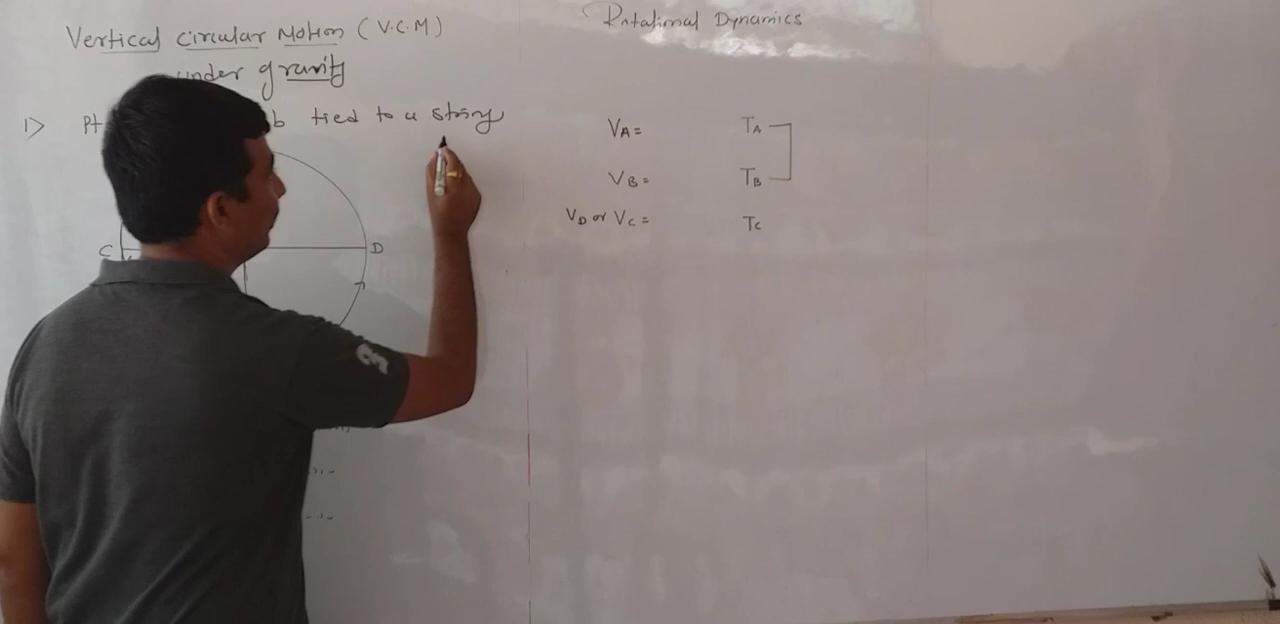 Vertical Circular Motion (V.C.M)
under gravity
Rotational Dynamics
1) Pt b tied to a string
C
D
VA =
VB =
VD or VC =
TA
TB
TC